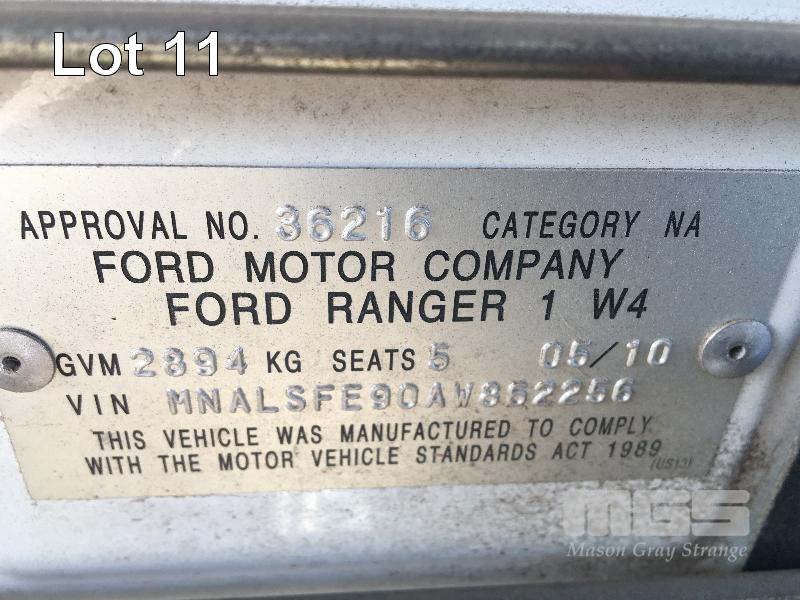 Lot 11
APPROVAL NO. 36216 CATEGORY NA
FORD MOTOR COMPANY
FORD RANGER 1 W4
GVM 2894 KG SEATS 5 05/10
VIN MNALSFE90AW862256
THIS VEHICLE WAS MANUFACTURED TO COMPLY
WITH THE MOTOR VEHICLE STANDARDS ACT 1989
(US13)
MGS
Mason Gray Strange